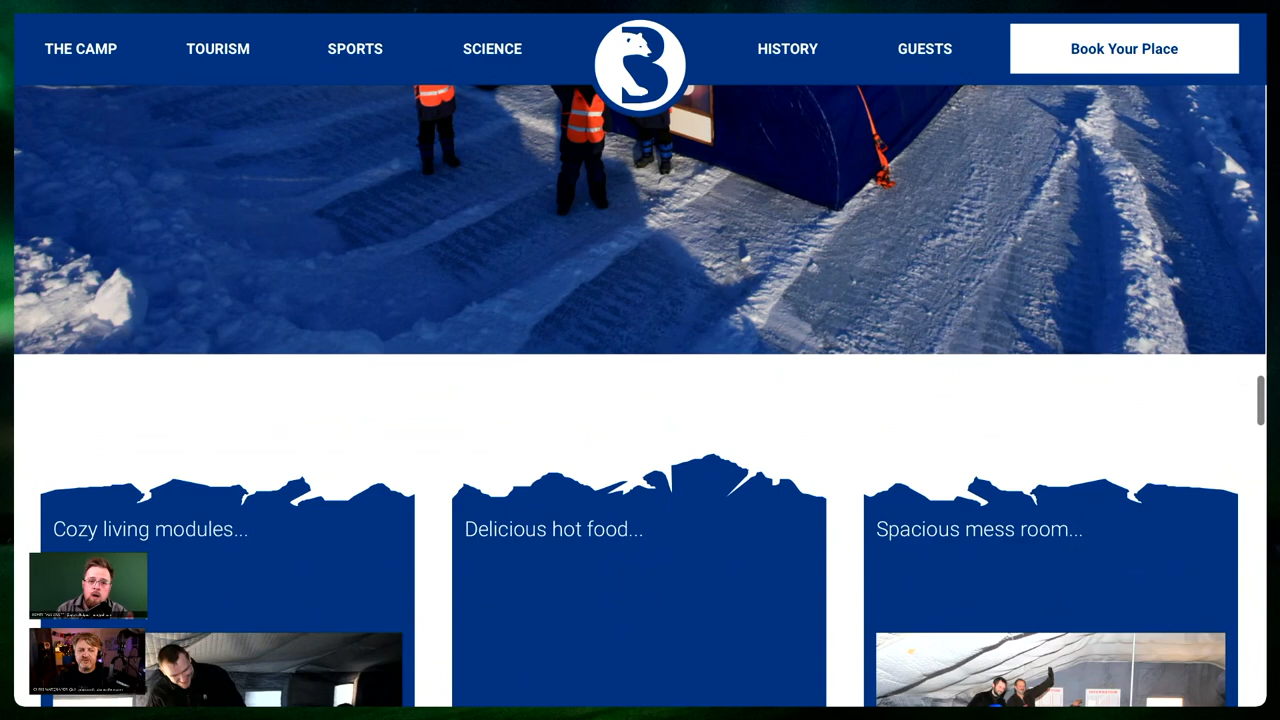 THE CAMP TOURISM SPORTS SCIENCE HISTORY GUESTS Book Your Place
Cozy living modules... Delicious hot food... Spacious mess room...